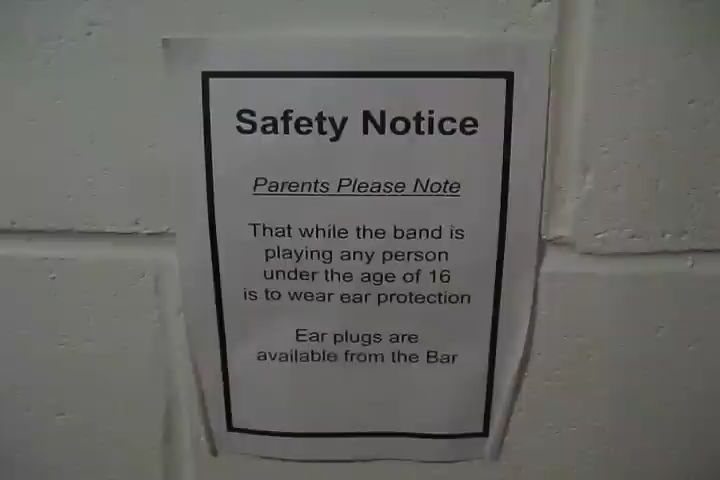 Safety Notice
Parents Please Note
That while the band is
playing any person
under the age of 16
is to wear ear protection
Ear plugs are
available from the Bar